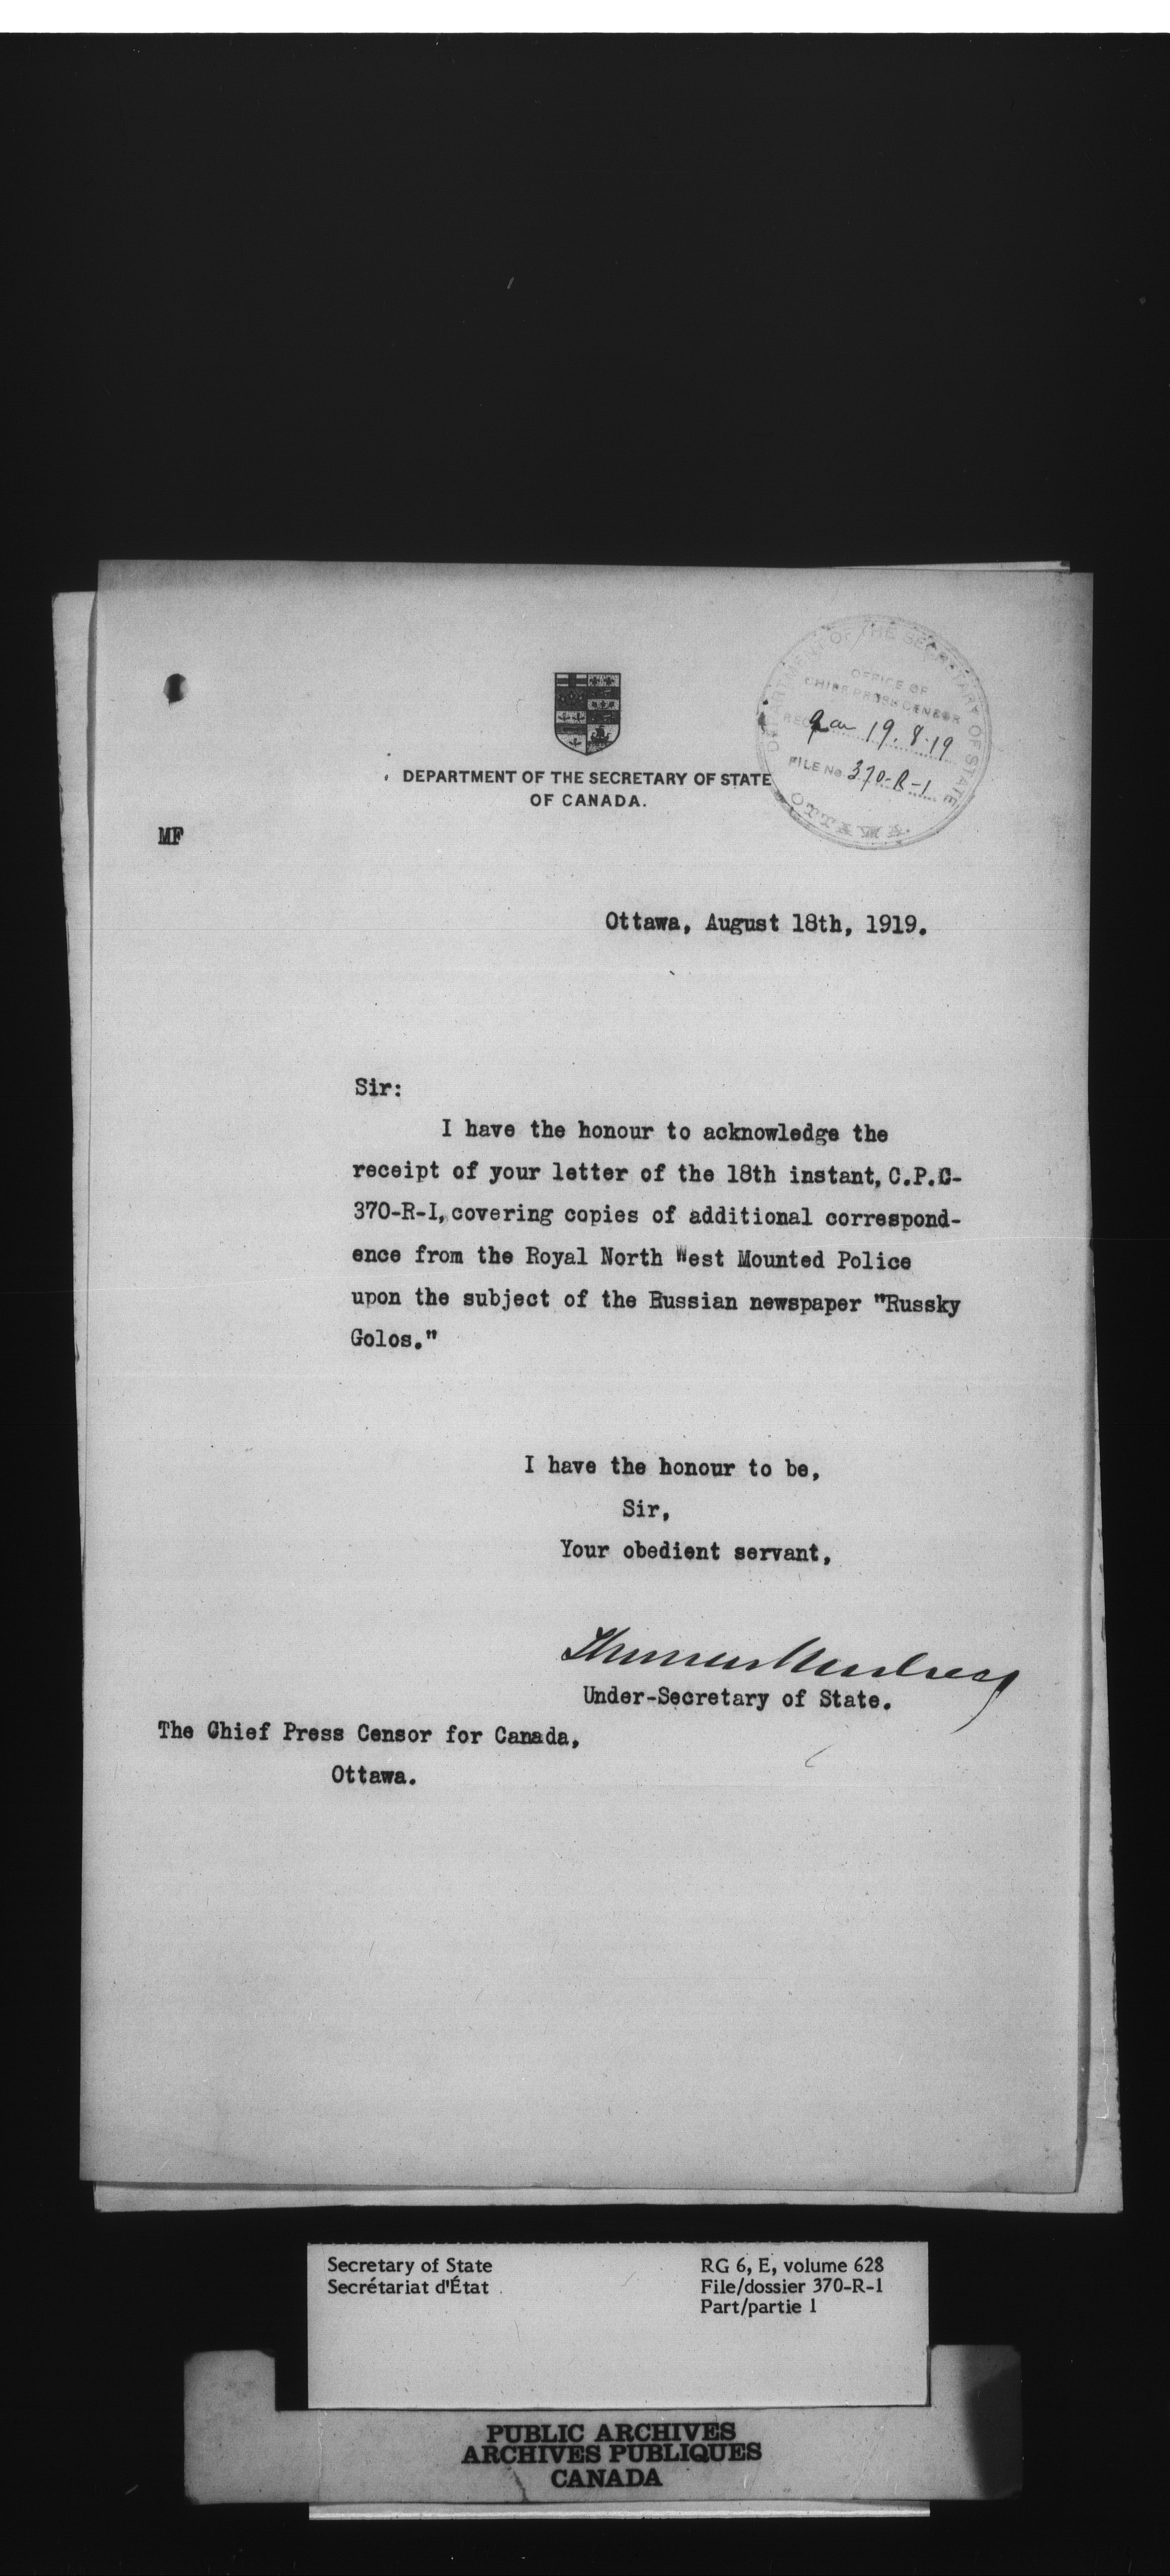 DEPARTMENT OF THE SECRETARY OF STATE
OFFICE OF
CHIEF PRESS CENSOR
REC 19.8.19
FILE No 370-R-1
OTTAWA
DEPARTMENT OF THE SECRETARY OF STATE
OF CANADA.
MF
Ottawa, August 18th, 1919.
Sir:
I have the honour to acknowledge the
receipt of your letter of the 18th instant, C.P.C-
370-R-I, covering copies of additional correspond-
ence from the Royal North West Mounted Police
upon the subject of the Russian newspaper "Russky
Golos."
I have the honour to be,
Sir,
Your obedient servant,
Under-Secretary of State.
The Chief Press Censor for Canada,
Ottawa.
Secretary of State
Secrétariat d'État
RG 6, E, volume 628
File/dossier 370-R-1
Part/partie 1
PUBLIC ARCHIVES
ARCHIVES PUBLIQUES
CANADA